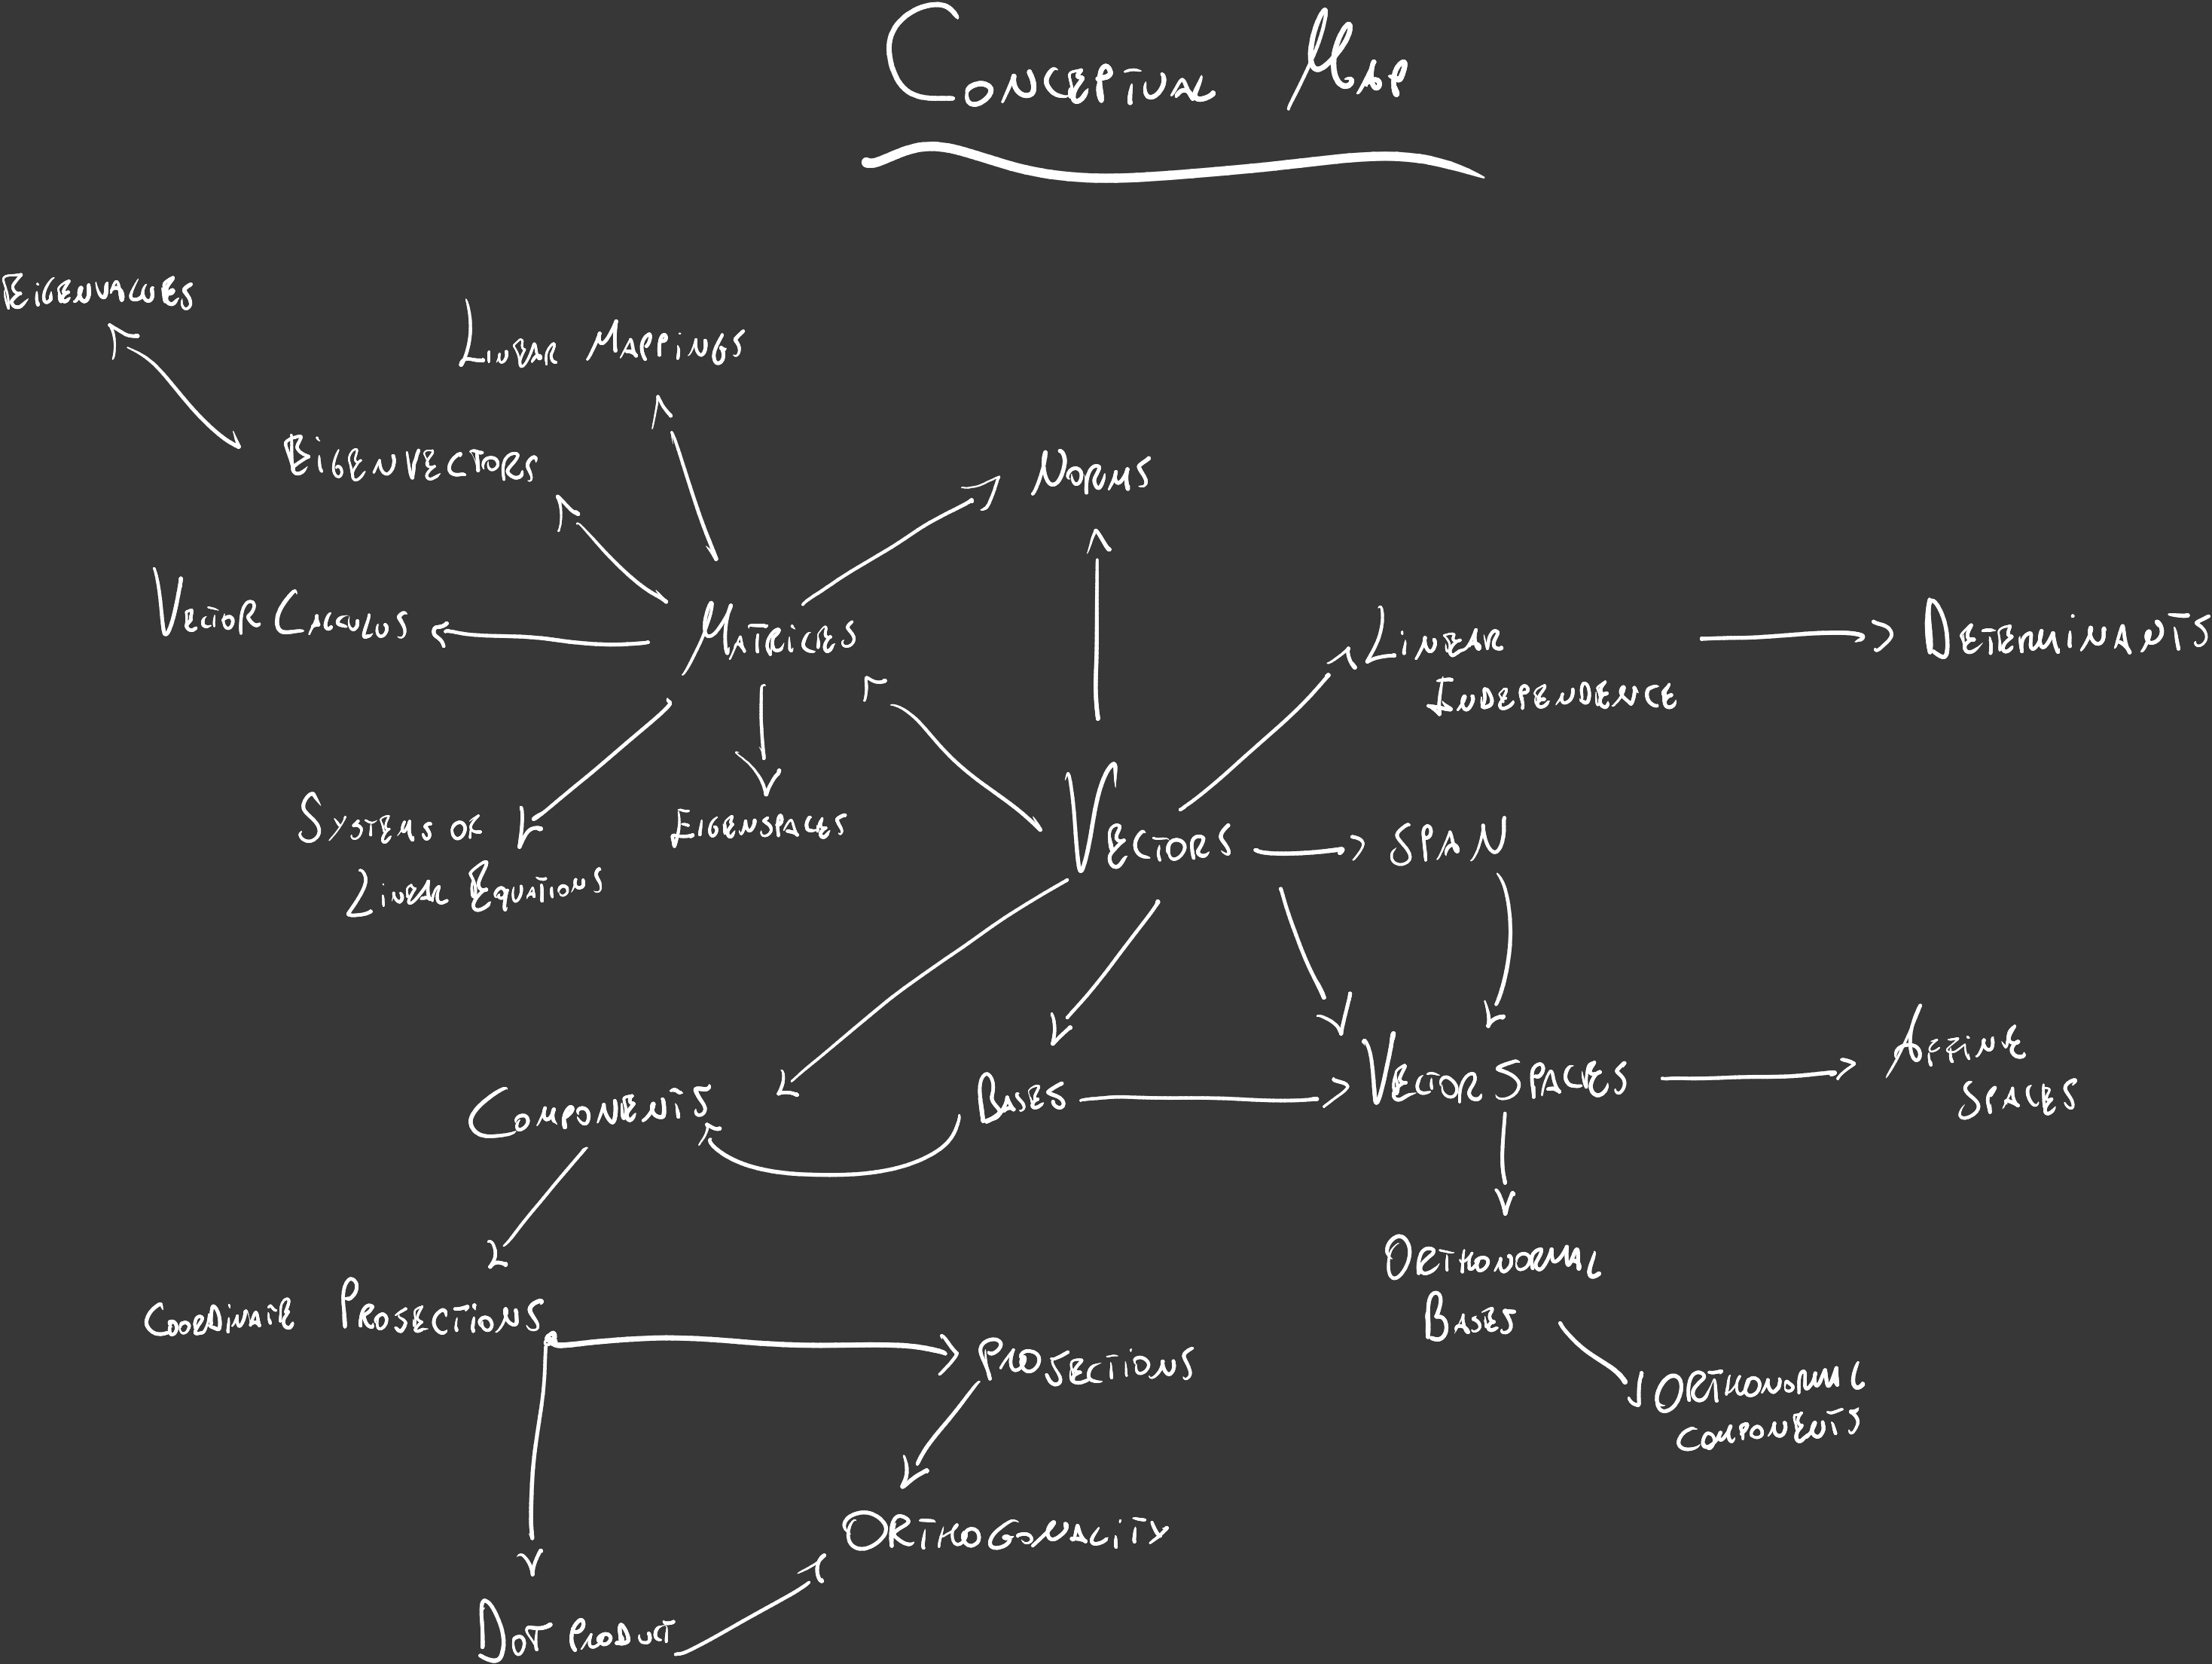 Conceptual Map
Eigenvalues
Linear Mappings
Eigenvectors
Norms
Vector Calculus
Matrices
Linear
Independence
Determinants
Systems of
Linear Equations
Eigenspaces
Vectors
Span
Components
Bases
Vector Spaces
Affine
Spaces
Orthonormal
Bases
Coordinate Projections
Projections
Orthonormal
Components
Orthogonality
Dot Product